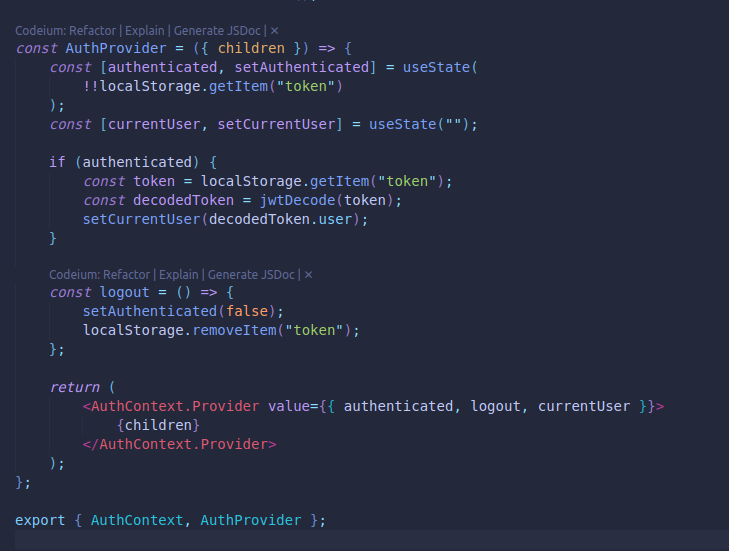 Codeium: Refactor | Explain | Generate JSDoc | ✕
const AuthProvider = ({ children }) => {
    const [authenticated, setAuthenticated] = useState(
        !!localStorage.getItem("token")
    );
    const [currentUser, setCurrentUser] = useState("");

    if (authenticated) {
        const token = localStorage.getItem("token");
        const decodedToken = jwtDecode(token);
        setCurrentUser(decodedToken.user);
    }

    Codeium: Refactor | Explain | Generate JSDoc | ✕
    const logout = () => {
        setAuthenticated(false);
        localStorage.removeItem("token");
    };

    return (
        <AuthContext.Provider value={{ authenticated, logout, currentUser }}>
            {children}
        </AuthContext.Provider>
    );
};

export { AuthContext, AuthProvider };